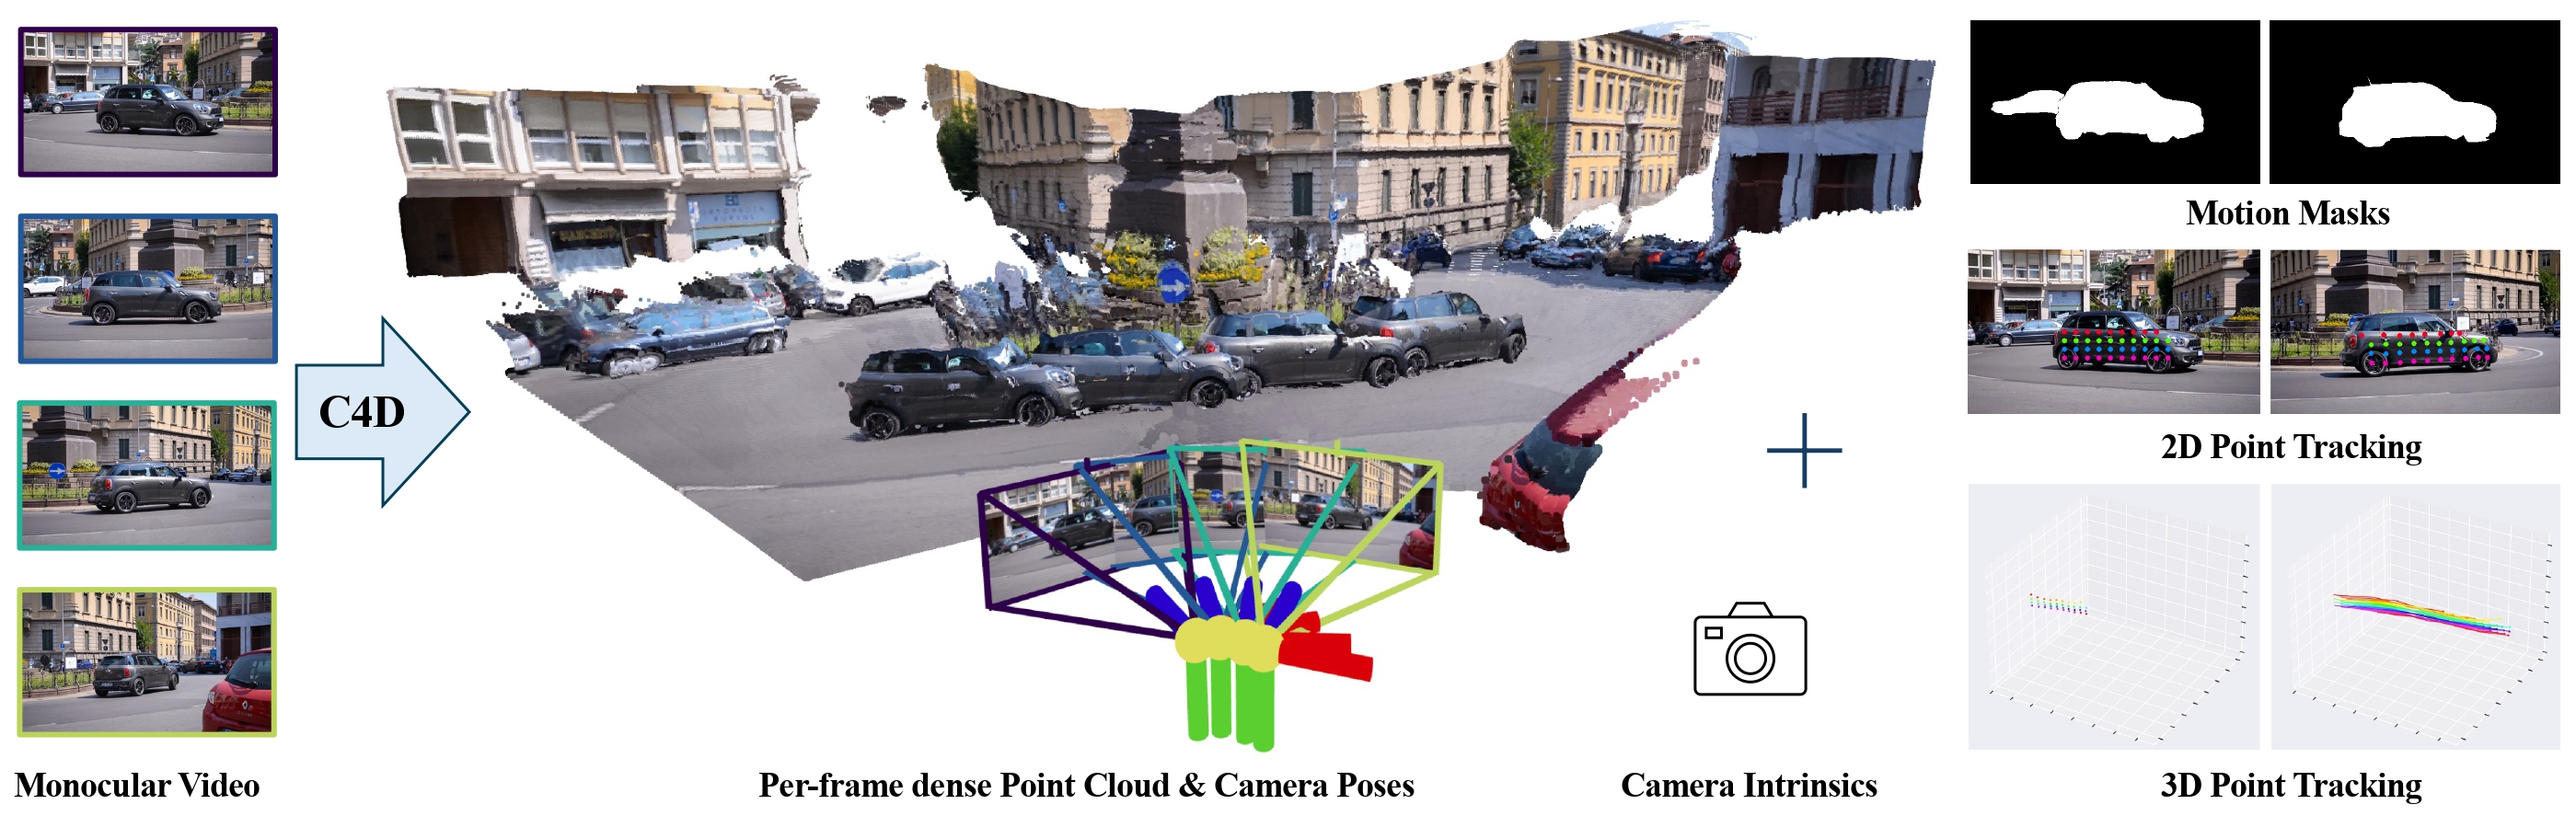 C4D
Monocular Video
Per-frame dense Point Cloud & Camera Poses
Camera Intrinsics
Motion Masks
2D Point Tracking
3D Point Tracking